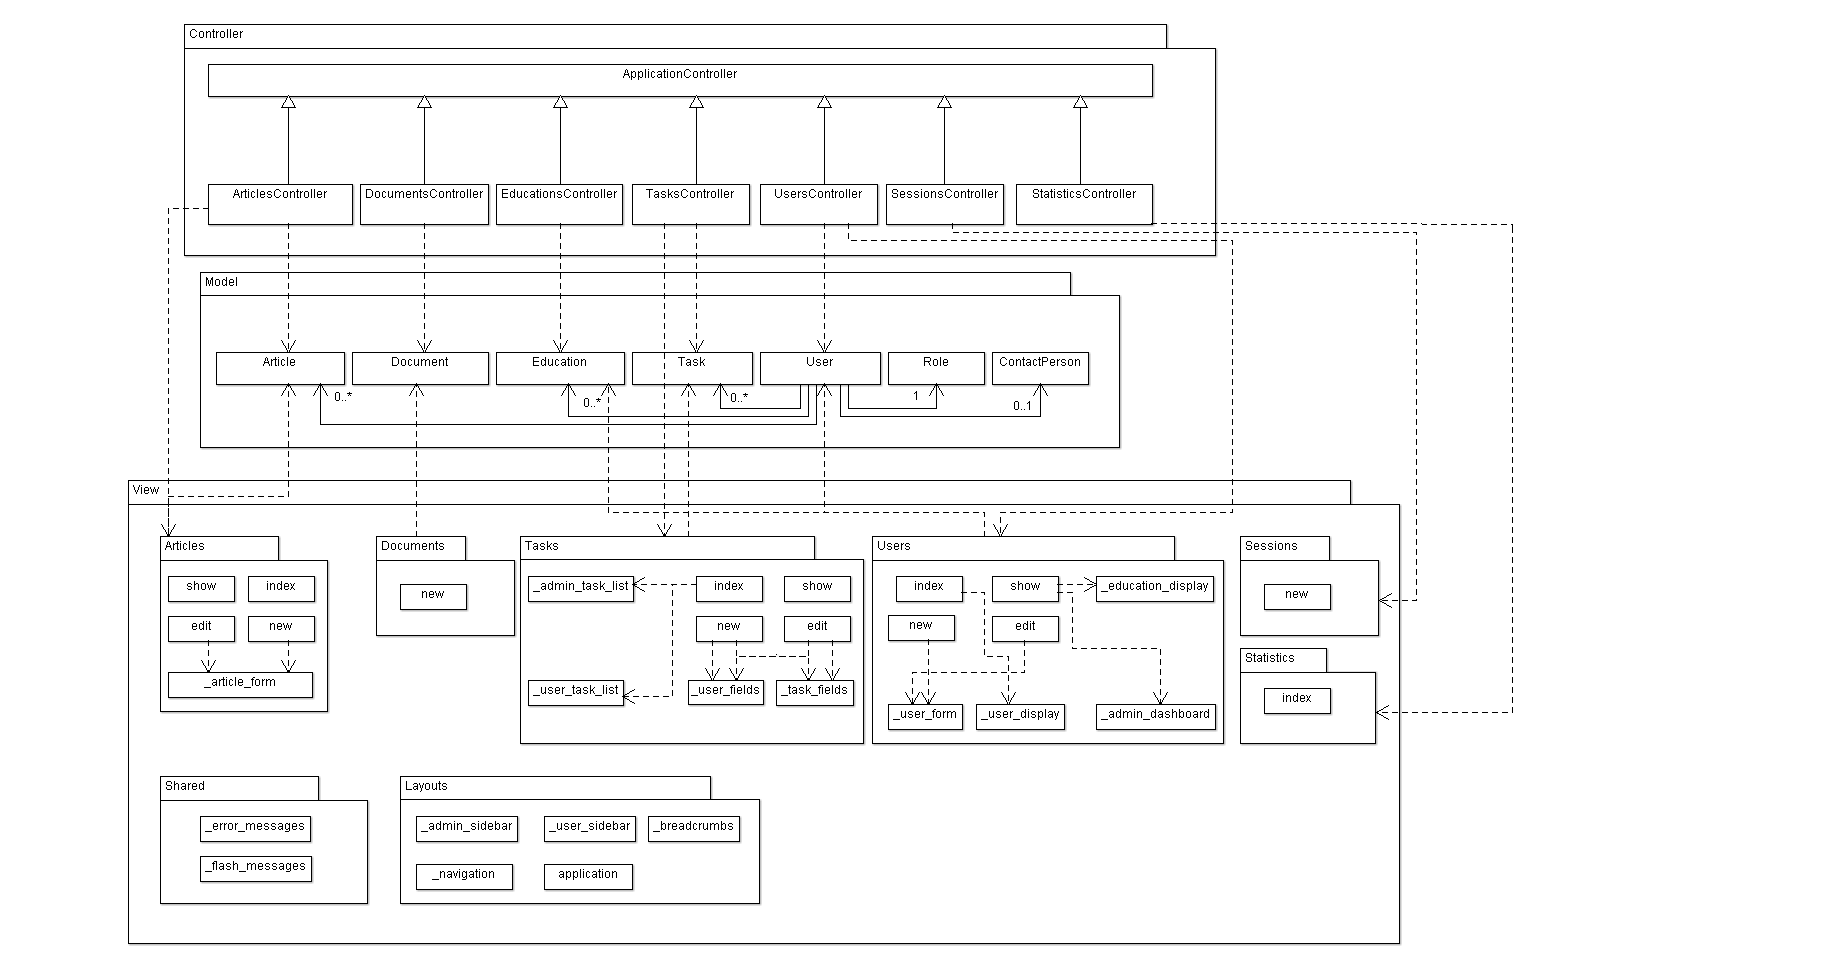 Controller
ApplicationController
ArticlesController
DocumentsController
EducationsController
TasksController
UsersController
SessionsController
StatisticsController
Model
Article
Document
Education
Task
User
Role
ContactPerson
0..*
0..*
0..*
1
0..1
View
Articles
show
index
edit
new
_article_form
Documents
new
Tasks
_admin_task_list
index
show
new
edit
_user_task_list
_user_fields
_task_fields
Users
index
show
_education_display
new
edit
_user_form
_user_display
_admin_dashboard
Sessions
new
Statistics
index
Shared
_error_messages
_flash_messages
Layouts
_admin_sidebar
_user_sidebar
_breadcrumbs
_navigation
application